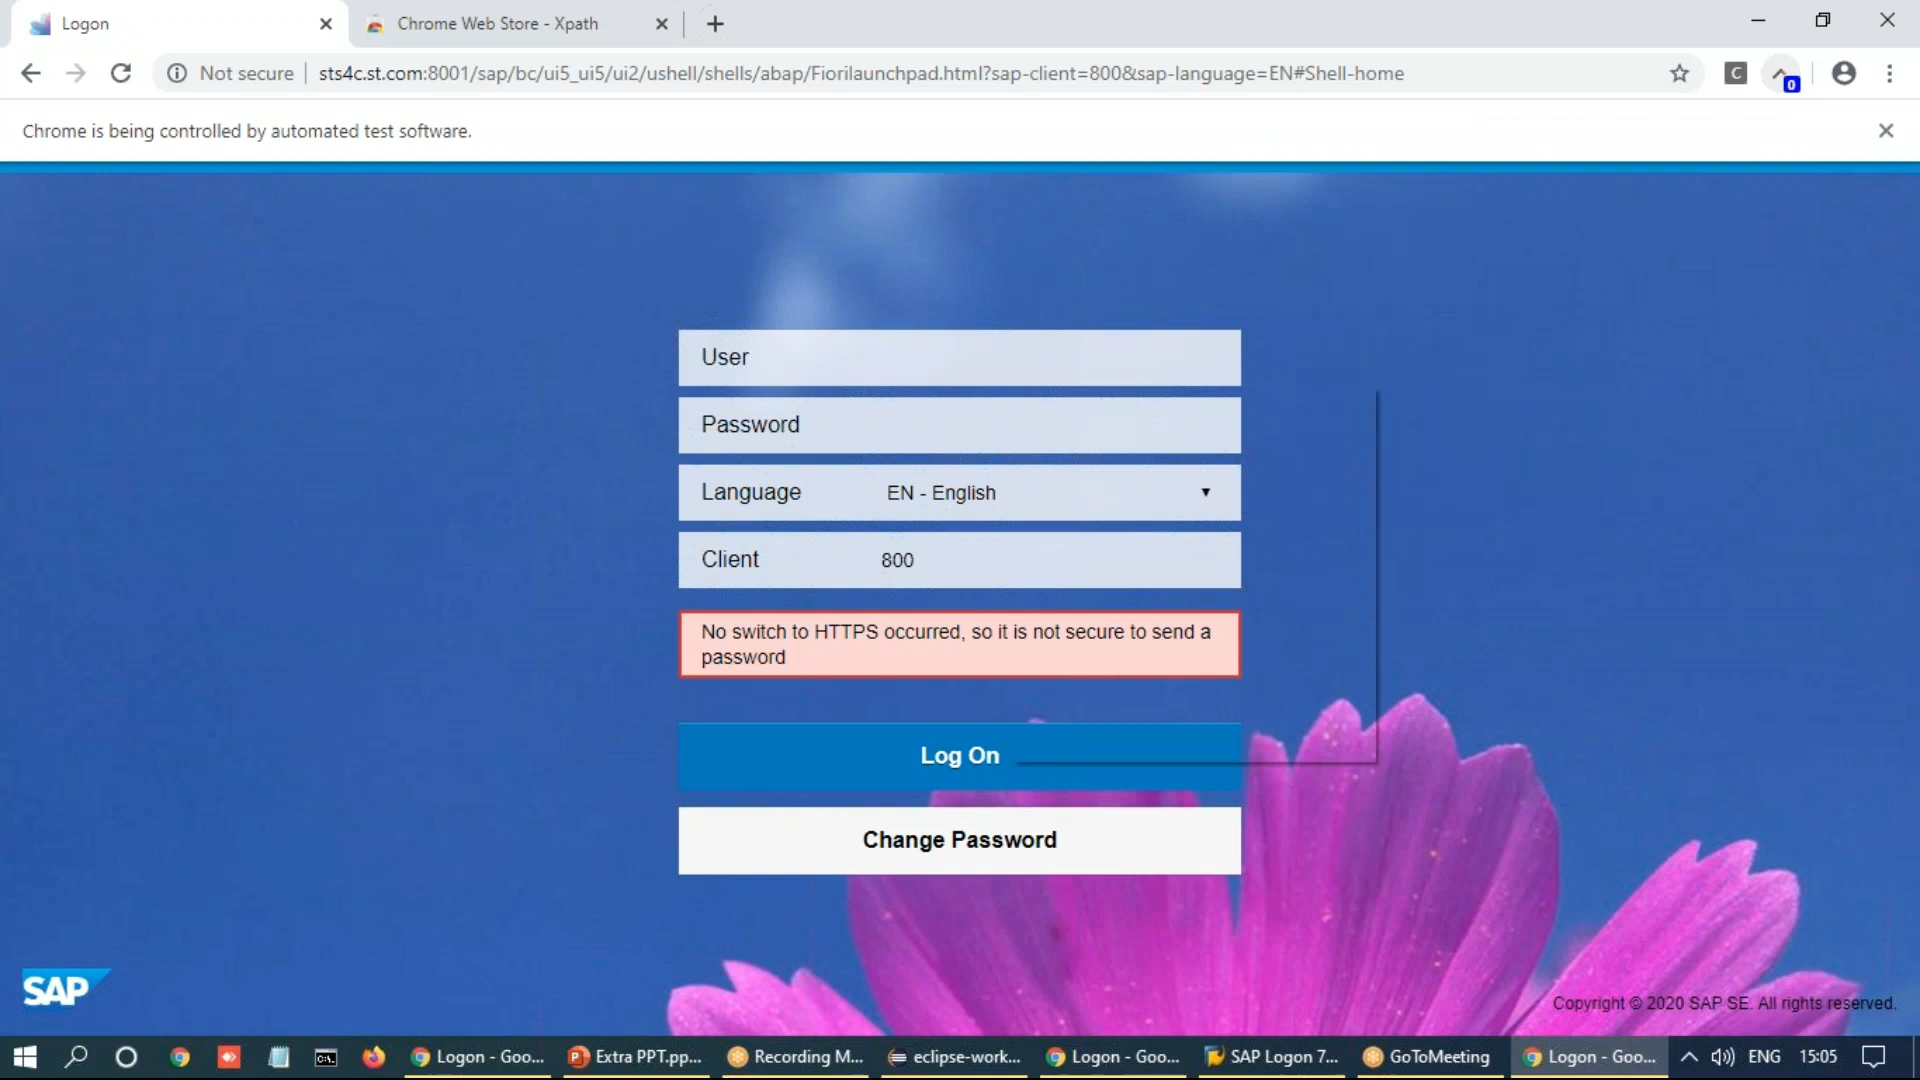 Logon
Chrome Web Store - Xpath
Not secure
sts4c.st.com:8001/sap/bc/ui5_ui5/ui2/ushell/shells/abap/Fiorilaunchpad.html?sap-client=800&sap-language=EN#Shell-home
C
0
Chrome is being controlled by automated test software.
User
Password
Language EN - English
Client 800
No switch to HTTPS occurred, so it is not secure to send a
password
Log On
Change Password
SAP
Copyright © 2020 SAP SE. All rights reserved.
Logon - Goo... Extra PPT.pp... Recording M... eclipse-work... Logon - Goo... SAP Logon 7... GoToMeeting Logon - Goo... ENG 15:05